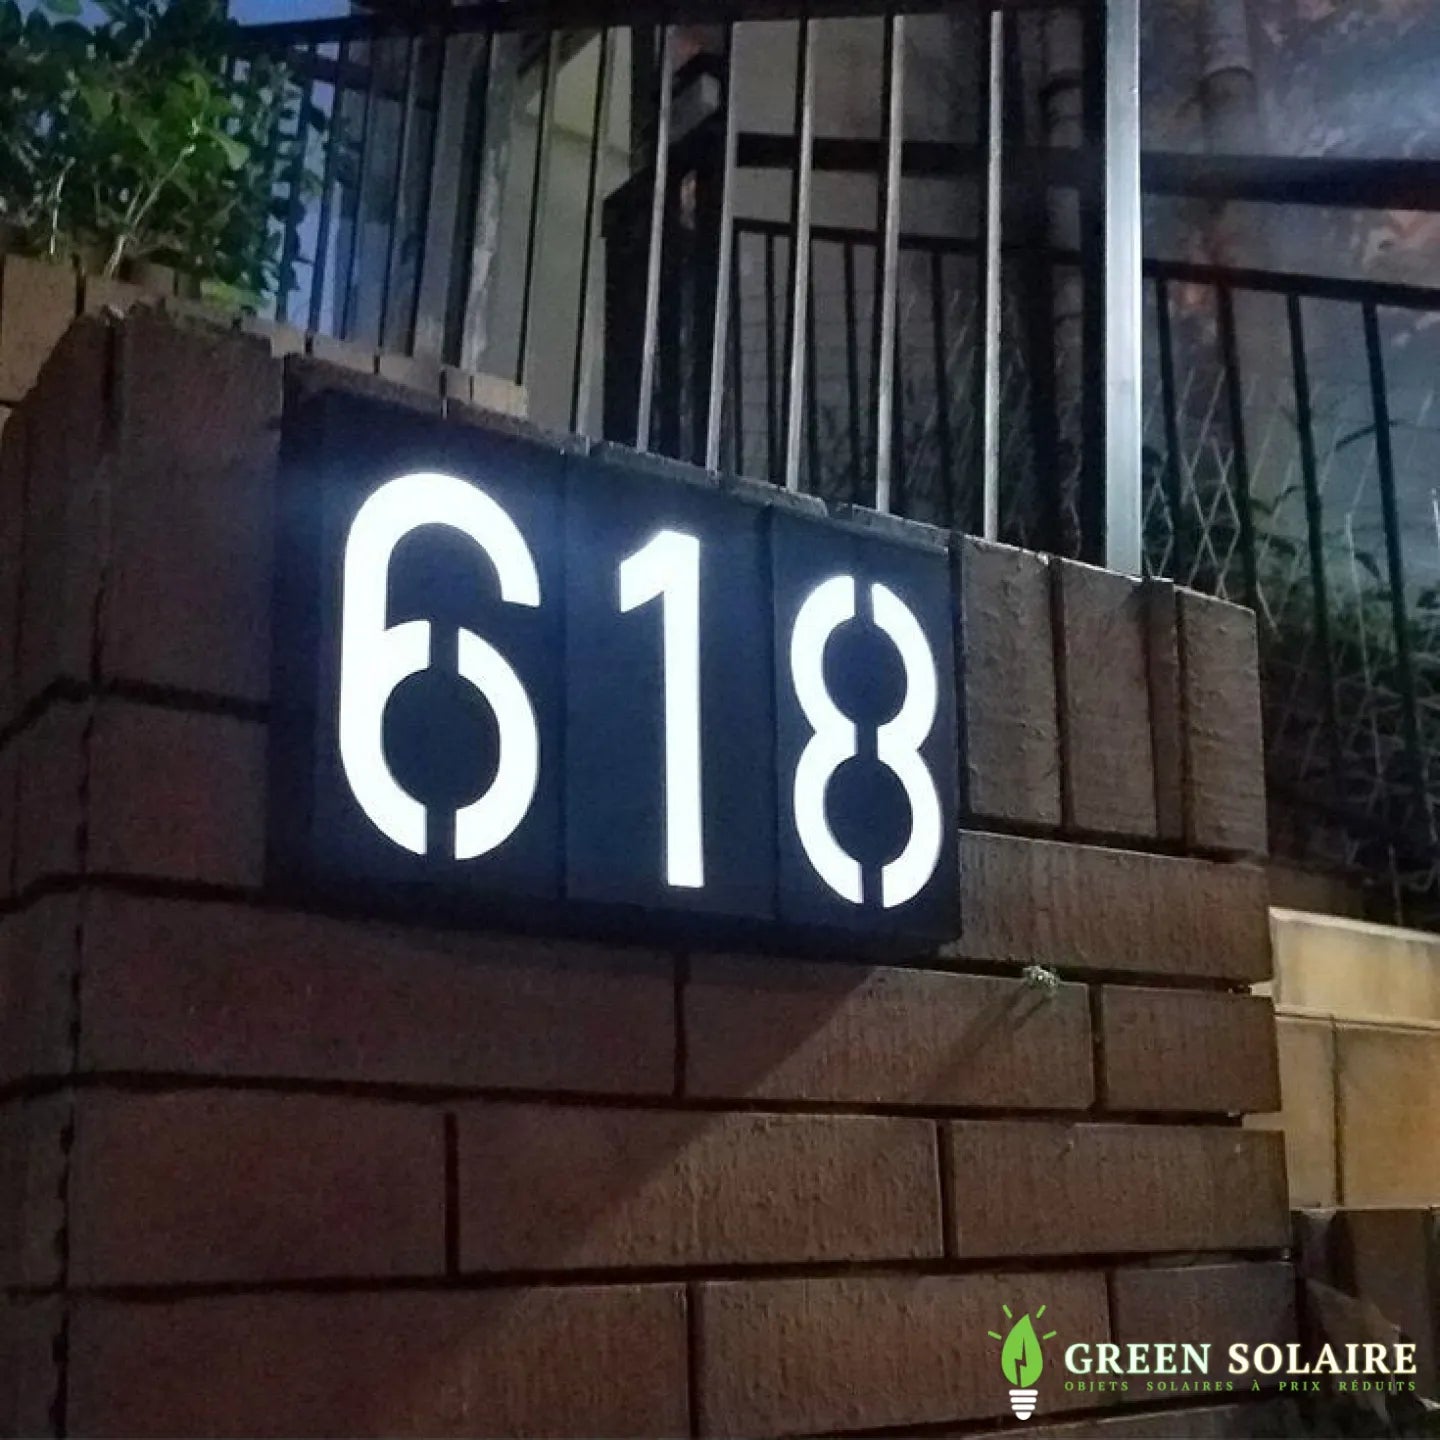 618
GREEN SOLAIRE
OBJETS SOLAIRES À PRIX RÉDUITS